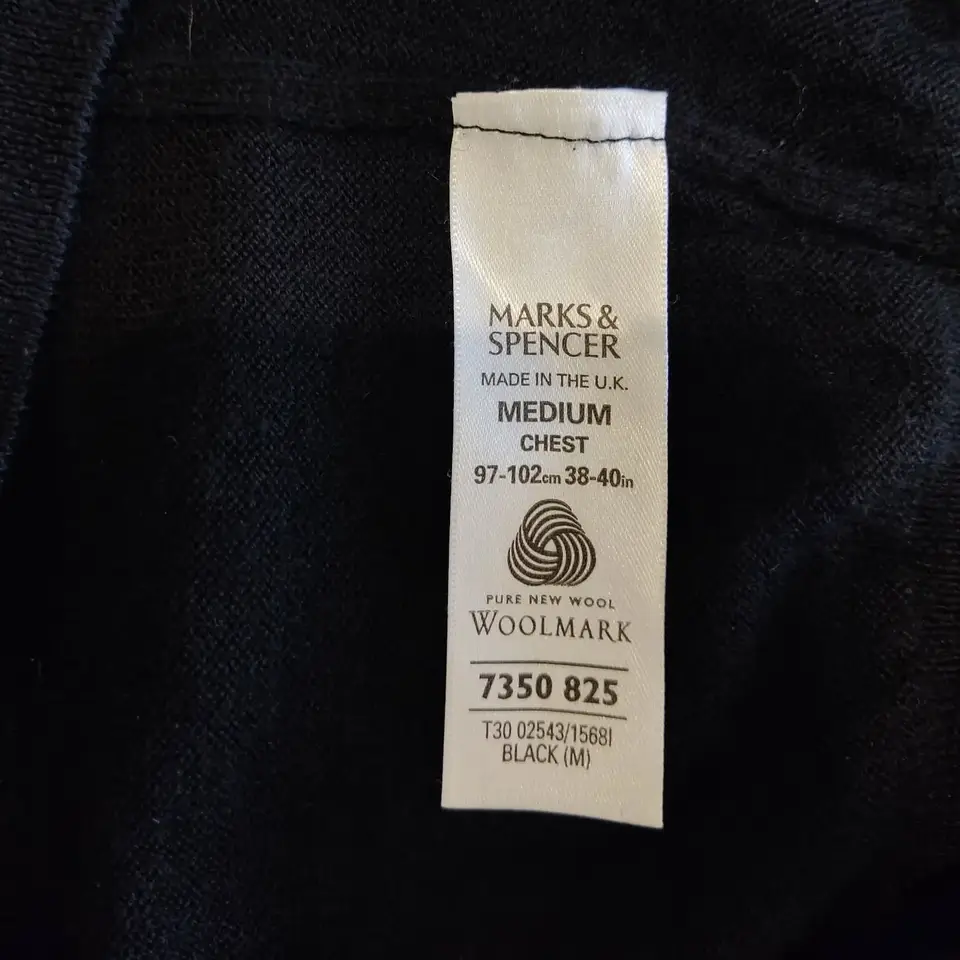 MARKS &
SPENCER
MADE IN THE U.K.
MEDIUM
CHEST
97-102cm 38-40in
PURE NEW WOOL
WOOLMARK
7350 825
T30 02543/1568I
BLACK (M)